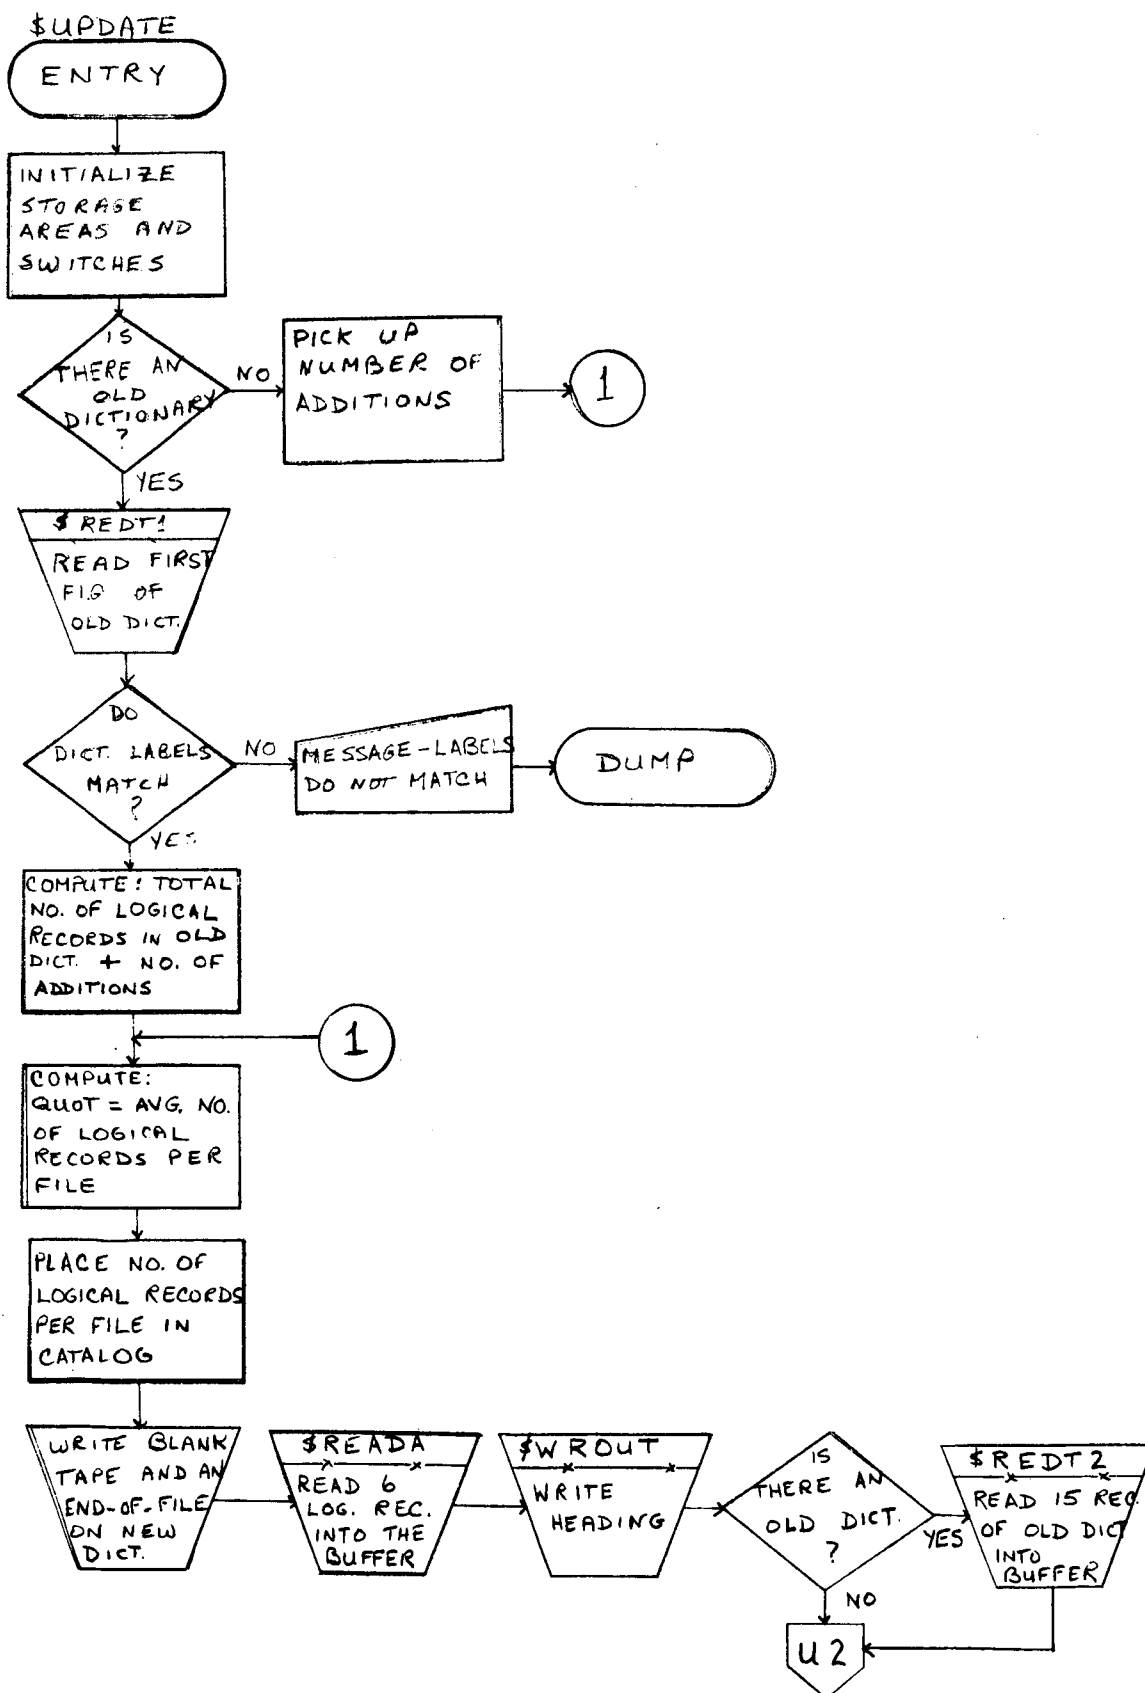 $UPDATE
ENTRY
INITIALIZE
STORAGE
AREAS AND
SWITCHES
IS
THERE AN
OLD
DICTIONARY
?
NO
PICK UP
NUMBER OF
ADDITIONS
1
YES
$REDT1
READ FIRST
FIG OF
OLD DICT.
DO
DICT. LABELS
MATCH
?
NO
MESSAGE-LABELS
DO NOT MATCH
DUMP
YES
COMPUTE: TOTAL
NO. OF LOGICAL
RECORDS IN OLD
DICT. + NO. OF
ADDITIONS
1
COMPUTE:
QUOT = AVG. NO.
OF LOGICAL
RECORDS PER
FILE
PLACE NO. OF
LOGICAL RECORDS
PER FILE IN
CATALOG
WRITE BLANK
TAPE AND AN
END-OF-FILE
ON NEW
DICT.
$READA
READ 6
LOG. REC.
INTO THE
BUFFER
$WROUT
WRITE
HEADING
IS
THERE AN
OLD DICT.
?
YES
NO
$REDT2
READ 15 REC.
OF OLD DICT
INTO
BUFFER
U2